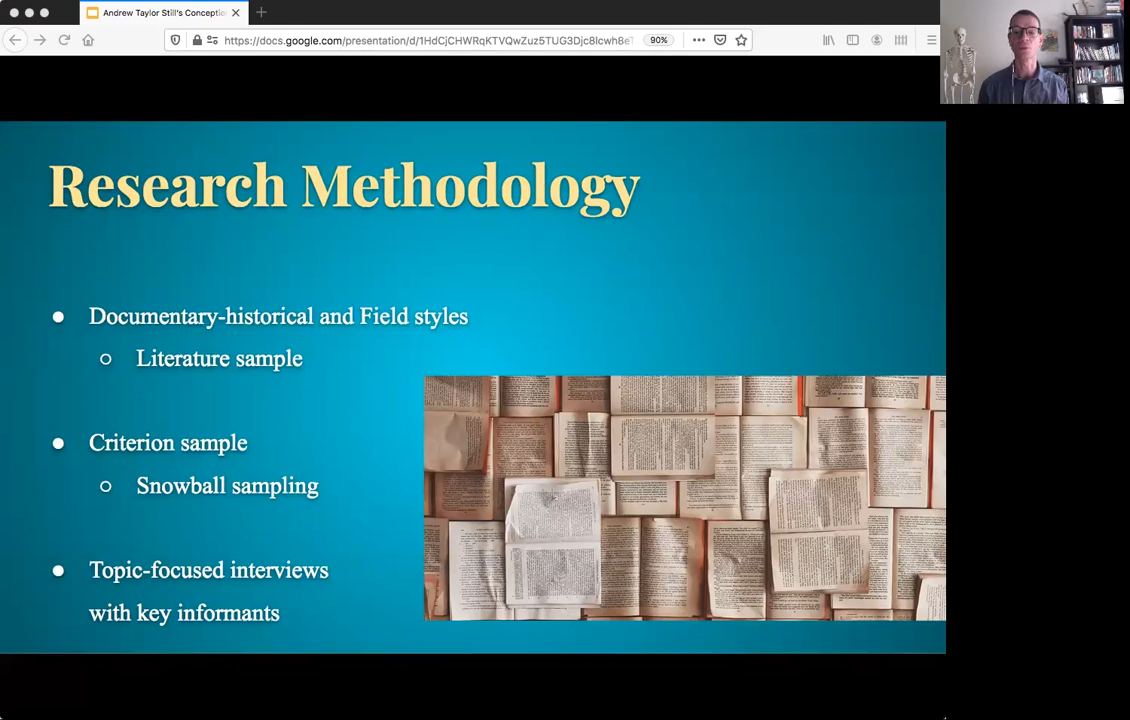 Andrew Taylor Still's Conceptio
https://docs.google.com/presentation/d/1HdCjCHWRqKTVQwZuz5TUG3Djc8Icwh8eT
90%
Research Methodology
● Documentary-historical and Field styles
○ Literature sample
● Criterion sample
○ Snowball sampling
● Topic-focused interviews
with key informants